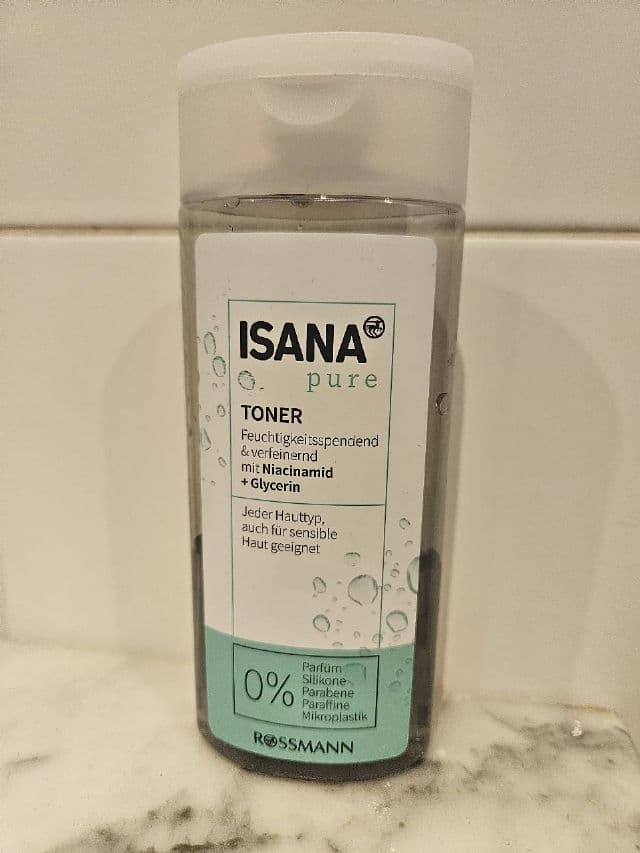 ISANA
pure
TONER
Feuchtigkeitsspendend
& verfeinernd
mit Niacinamid
+ Glycerin
Jeder Hauttyp,
auch für sensible
Haut geeignet
0%
Parfüm
Silikone
Parabene
Paraffine
Mikroplastik
ROSSMANN